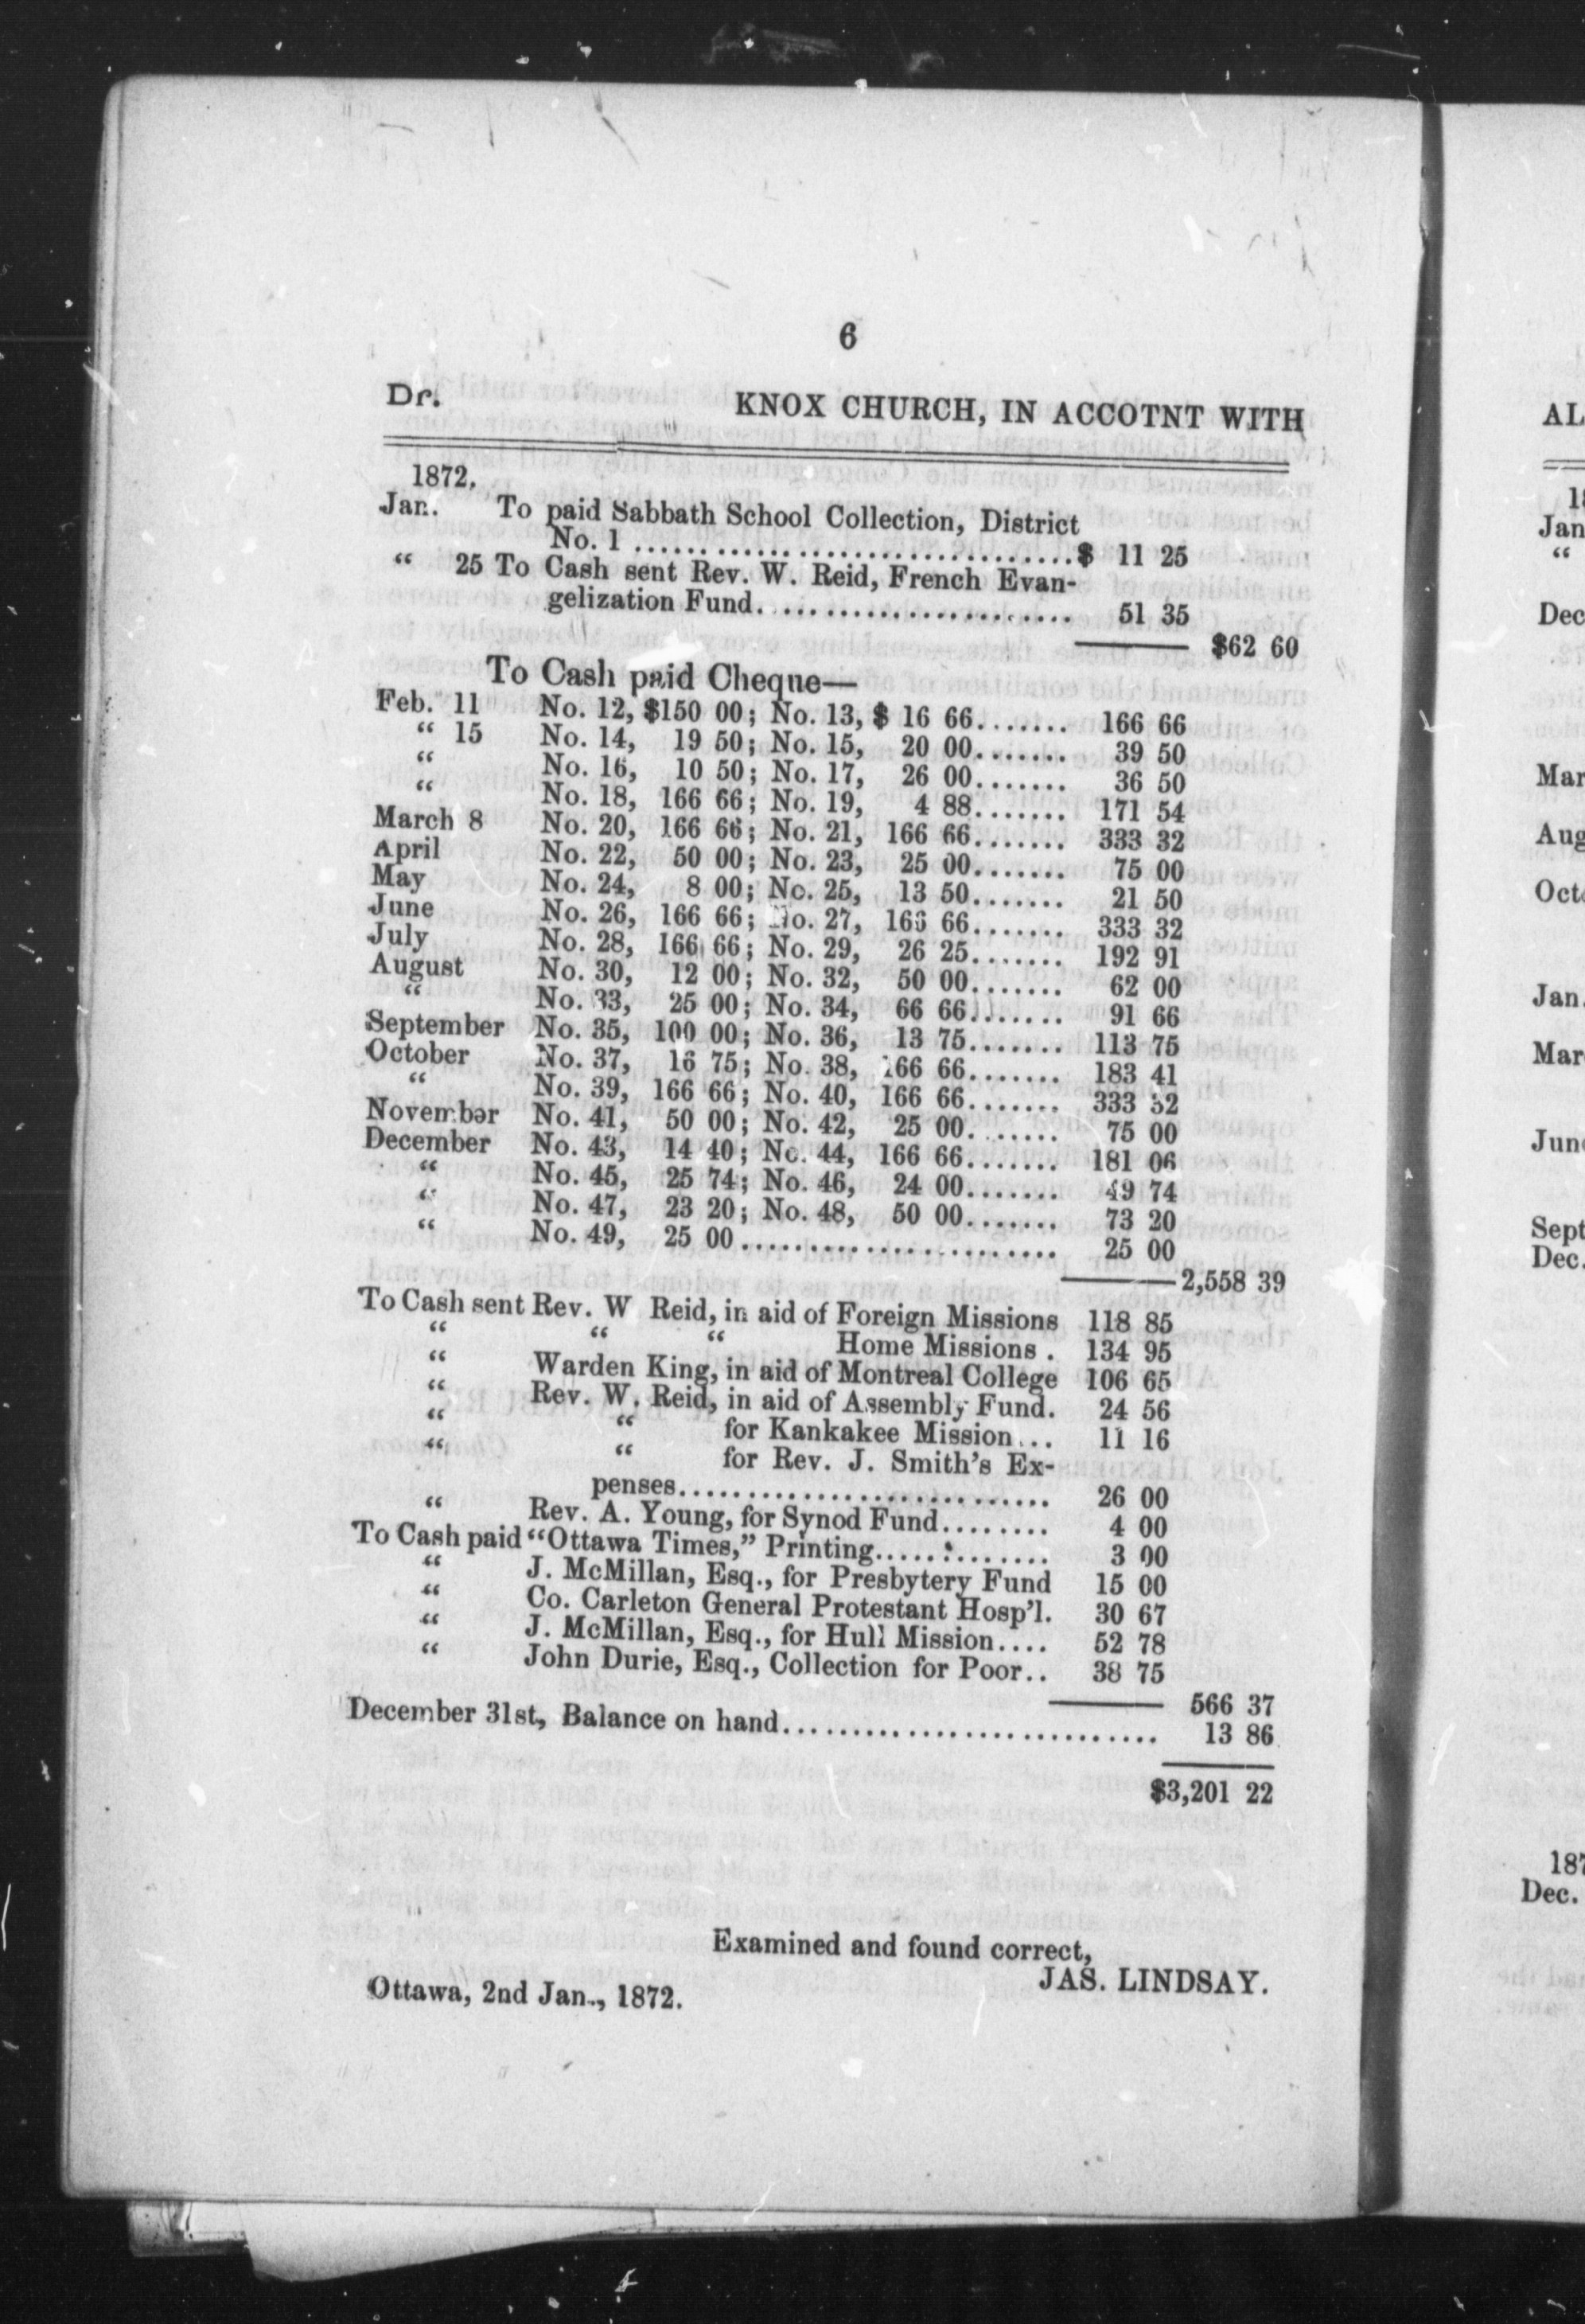 6
Dr. KNOX CHURCH, IN ACCOTNT WITH
1872.
Jan. To paid Sabbath School Collection, District
No. 1 ................................$ 11 25
“ 25 To Cash sent Rev. W. Reid, French Evan-
gelization Fund....................... 51 35
$62 60
To Cash paid Cheque—
Feb. 11 No. 12, $150 00; No. 13, $ 16 66....... 166 66
“ 15 No. 14, 19 50; No. 15, 20 00....... 39 50
“ No. 16, 10 50; No. 17, 26 00....... 36 50
“ No. 18, 166 66; No. 19, 4 88....... 171 54
March 8 No. 20, 166 66; No. 21, 166 66....... 333 32
April No. 22, 50 00; No. 23, 25 00....... 75 00
May No. 24, 8 00; No. 25, 13 50....... 21 50
June No. 26, 166 66; No. 27, 166 66....... 333 32
July No. 28, 166 66; No. 29, 26 25....... 192 91
August No. 30, 12 00; No. 32, 50 00....... 62 00
“ No. 33, 25 00; No. 34, 66 66....... 91 66
September No. 35, 100 00; No. 36, 13 75....... 113 75
October No. 37, 16 75; No. 38, 166 66....... 183 41
“ No. 39, 166 66; No. 40, 166 66....... 333 32
November No. 41, 50 00; No. 42, 25 00....... 75 00
December No. 43, 14 40; No. 44, 166 66....... 181 06
“ No. 45, 25 74; No. 46, 24 00....... 49 74
“ No. 47, 23 20; No. 48, 50 00....... 73 20
“ No. 49, 25 00........................ 25 00
2,558 39
To Cash sent Rev. W Reid, in aid of Foreign Missions 118 85
“ “ “ Home Missions . 134 95
“ Warden King, in aid of Montreal College 106 65
“ Rev. W. Reid, in aid of Assembly Fund. 24 56
“ “ for Kankakee Mission... 11 16
“ “ for Rev. J. Smith’s Ex-
penses............................ 26 00
“ Rev. A. Young, for Synod Fund........ 4 00
To Cash paid “Ottawa Times,” Printing............. 3 00
“ J. McMillan, Esq., for Presbytery Fund 15 00
“ Co. Carleton General Protestant Hosp’l. 30 67
“ J. McMillan, Esq., for Hull Mission.... 52 78
“ John Durie, Esq., Collection for Poor.. 38 75
566 37
December 31st, Balance on hand............................ 13 86
$3,201 22
Examined and found correct,
JAS. LINDSAY.
Ottawa, 2nd Jan., 1872.
AL
Jan
“
Dec
Mar
Aug
Octo
Jan.
Mar
June
Sept
Dec.
187
Dec.